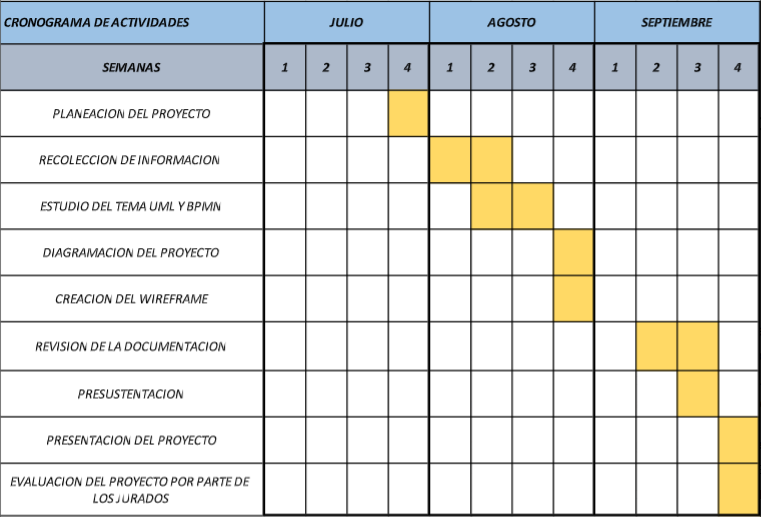 CRONOGRAMA DE ACTIVIDADES JULIO AGOSTO SEPTIEMBRE
SEMANAS 1 2 3 4 1 2 3 4 1 2 3 4
PLANEACION DEL PROYECTO
RECOLECCION DE INFORMACION
ESTUDIO DEL TEMA UML Y BPMN
DIAGRAMACION DEL PROYECTO
CREACION DEL WIREFRAME
REVISION DE LA DOCUMENTACION
PRESUSTENTACION
PRESENTACION DEL PROYECTO
EVALUACION DEL PROYECTO POR PARTE DE
LOS JURADOS